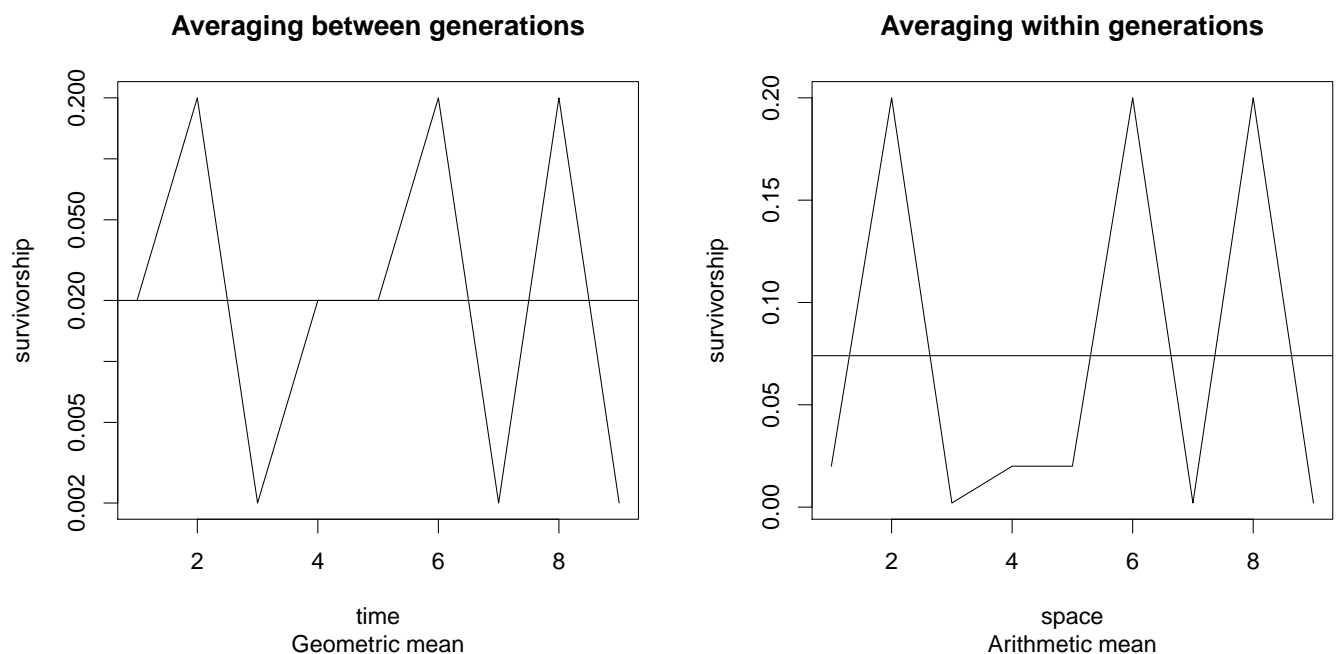 Averaging between generations
survivorship
0.200
0.050
0.020
0.005
0.002
2 4 6 8
time
Geometric mean
Averaging within generations
survivorship
0.20
0.15
0.10
0.05
0.00
2 4 6 8
space
Arithmetic mean